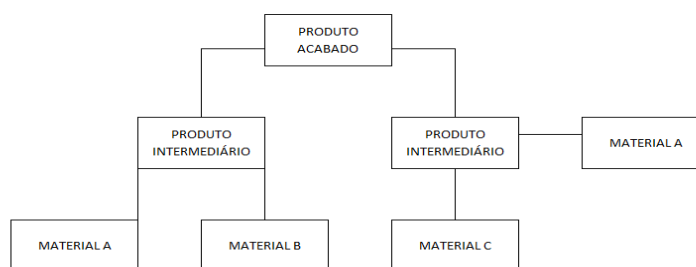 PRODUTO
ACABADO
PRODUTO
INTERMEDIÁRIO
PRODUTO
INTERMEDIÁRIO
MATERIAL A
MATERIAL A
MATERIAL B
MATERIAL C